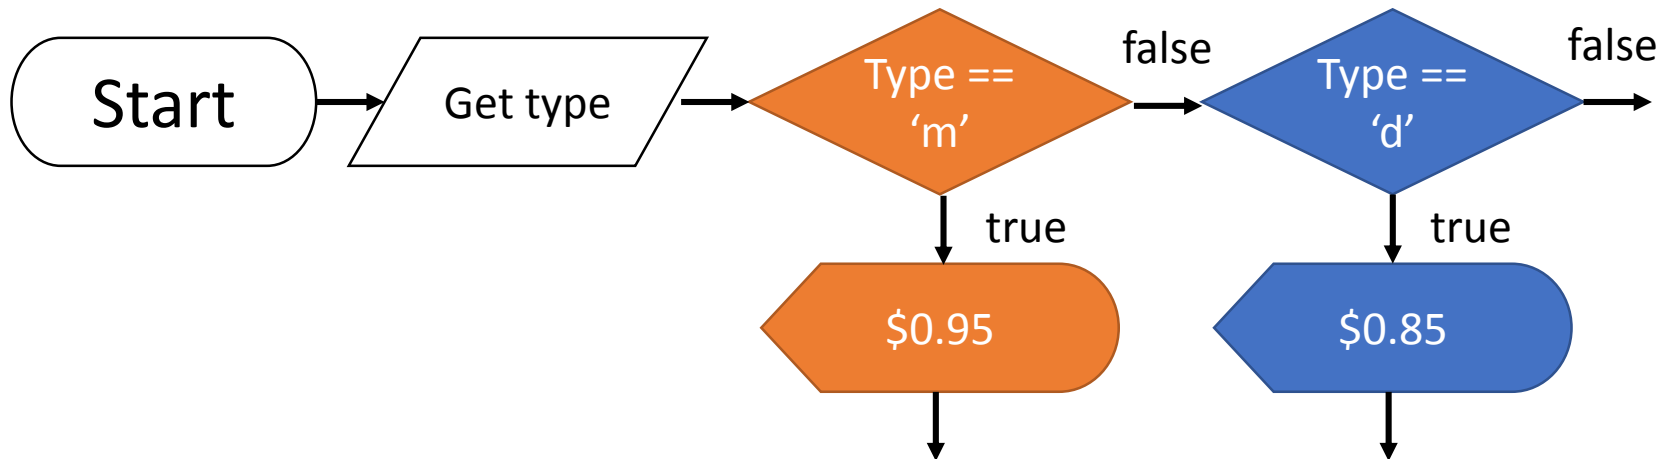 Start
Get type
Type ==
‘m’
false
Type ==
‘d’
false
true
true
$0.95
$0.85